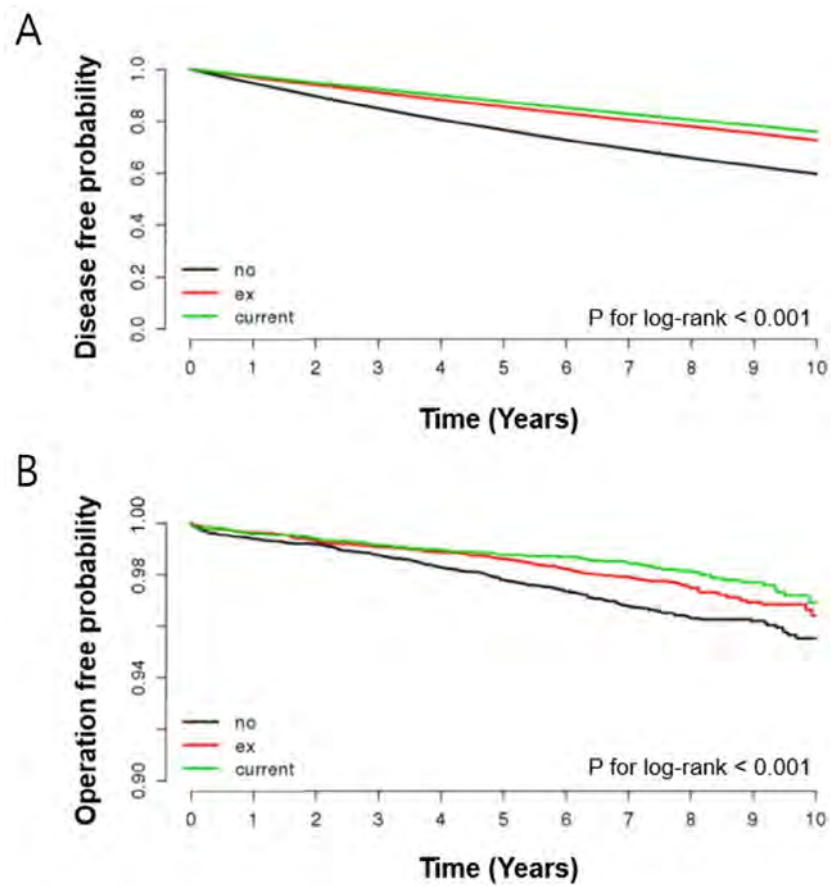 A
Disease free probability
1.0
0.8
0.6
0.4
0.2
0.0
no
ex
current
P for log-rank < 0.001
0 1 2 3 4 5 6 7 8 9 10
Time (Years)
B
Operation free probability
1.00
0.98
0.94
0.90
no
ex
current
P for log-rank < 0.001
0 1 2 3 4 5 6 7 8 9 10
Time (Years)